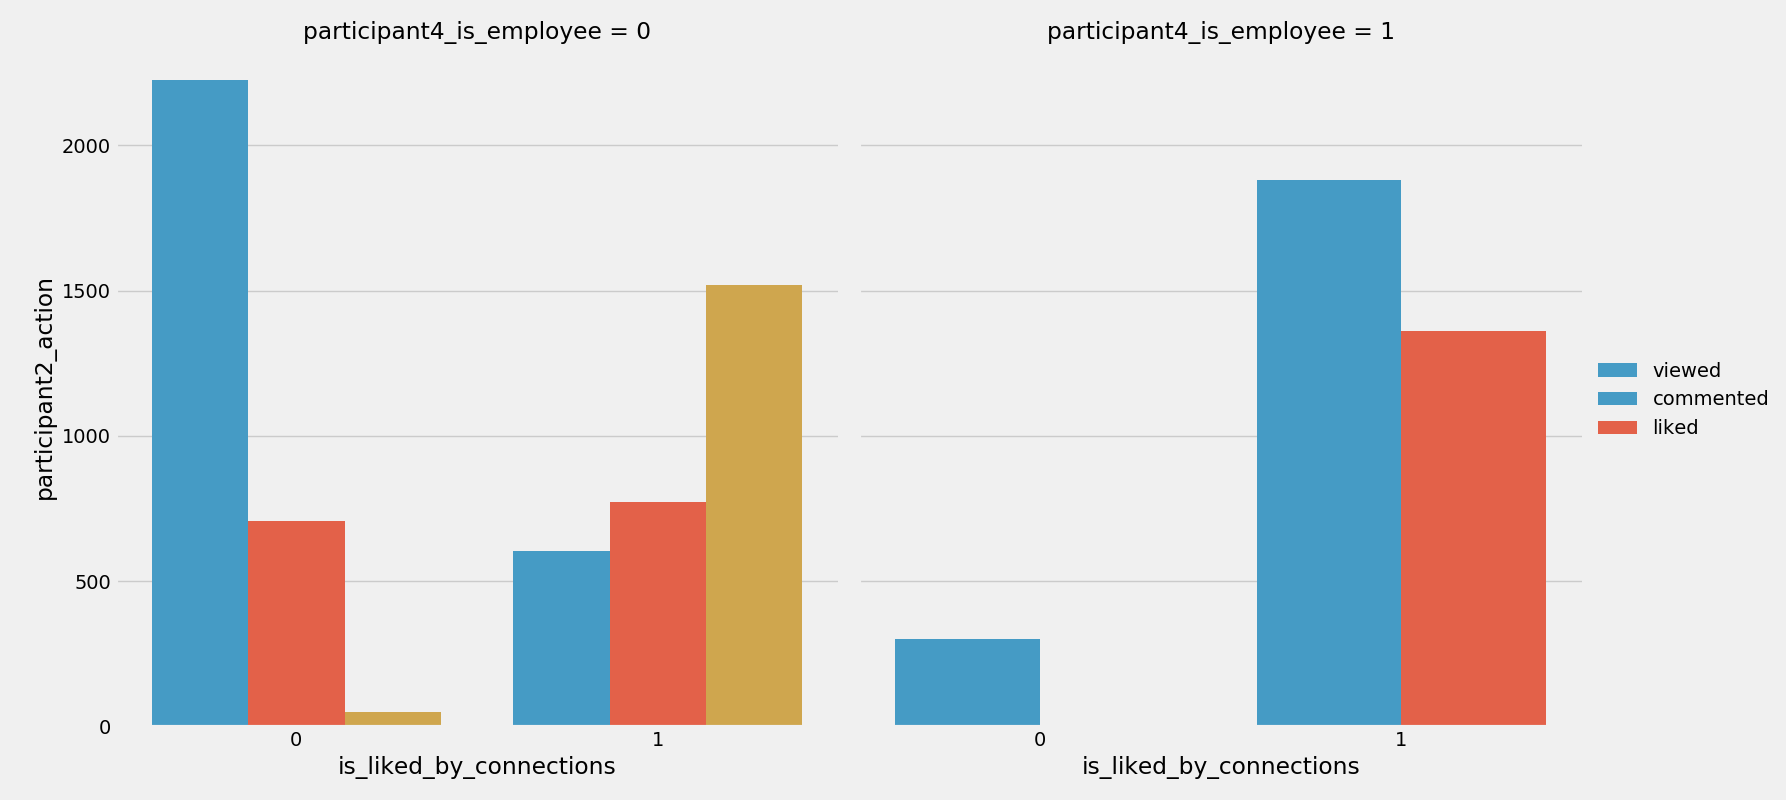 participant4_is_employee = 0
participant4_is_employee = 1
participant2_action
2000
1500
1000
500
0
0
1
0
1
is_liked_by_connections
is_liked_by_connections
viewed
commented
liked